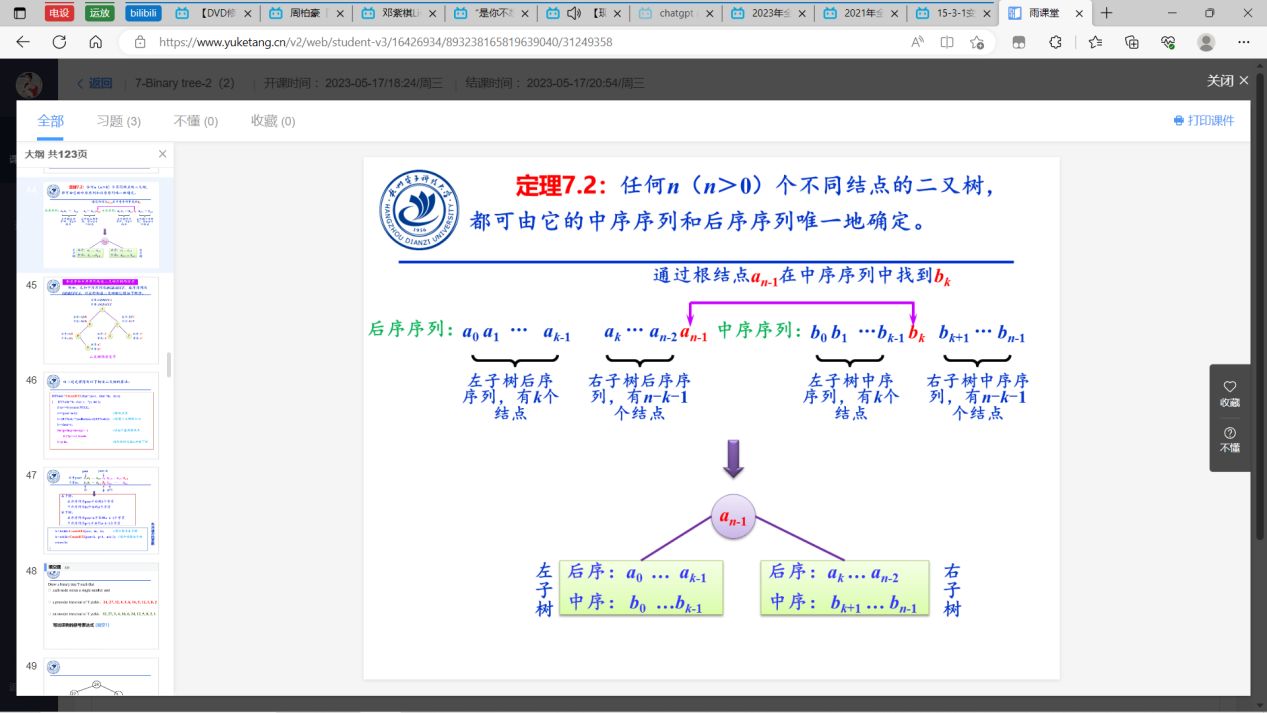 电设
运放
bilibili
【DVD修
周柏豪
"是你不
chatgpt
2023年全
2021年全
15-3-1安
雨课堂
https://www.yuketang.cn/v2/web/student-v3/16426934/893238165819639040/31249358
返回
7-Binary tree-2（2）
开课时间： 2023-05-17/18:24/周三
结课时间： 2023-05-17/20:54/周三
关闭
全部
习题 (3)
不懂 (0)
收藏 (0)
打印课件
大纲 共123页
45
46
47
48
49
HANGZHOU DIANZI UNIVERSITY
1956
定理7.2：任何n（n＞0）个不同结点的二叉树，
都可由它的中序序列和后序序列唯一地确定。
通过根结点an-1在中序序列中找到bk
后序序列：a0 a1 … ak-1 ak … an-2 an-1 中序序列：b0 b1 …bk-1 bk bk+1 … bn-1
左子树后序序列，有k个结点
右子树后序序列，有n-k-1个结点
左子树中序序列，有k个结点
右子树中序序列，有n-k-1个结点
an-1
左子树
后序：a0 … ak-1
中序：b0 …bk-1
后序：ak … an-2
中序：bk+1 … bn-1
右子树
收藏
不懂